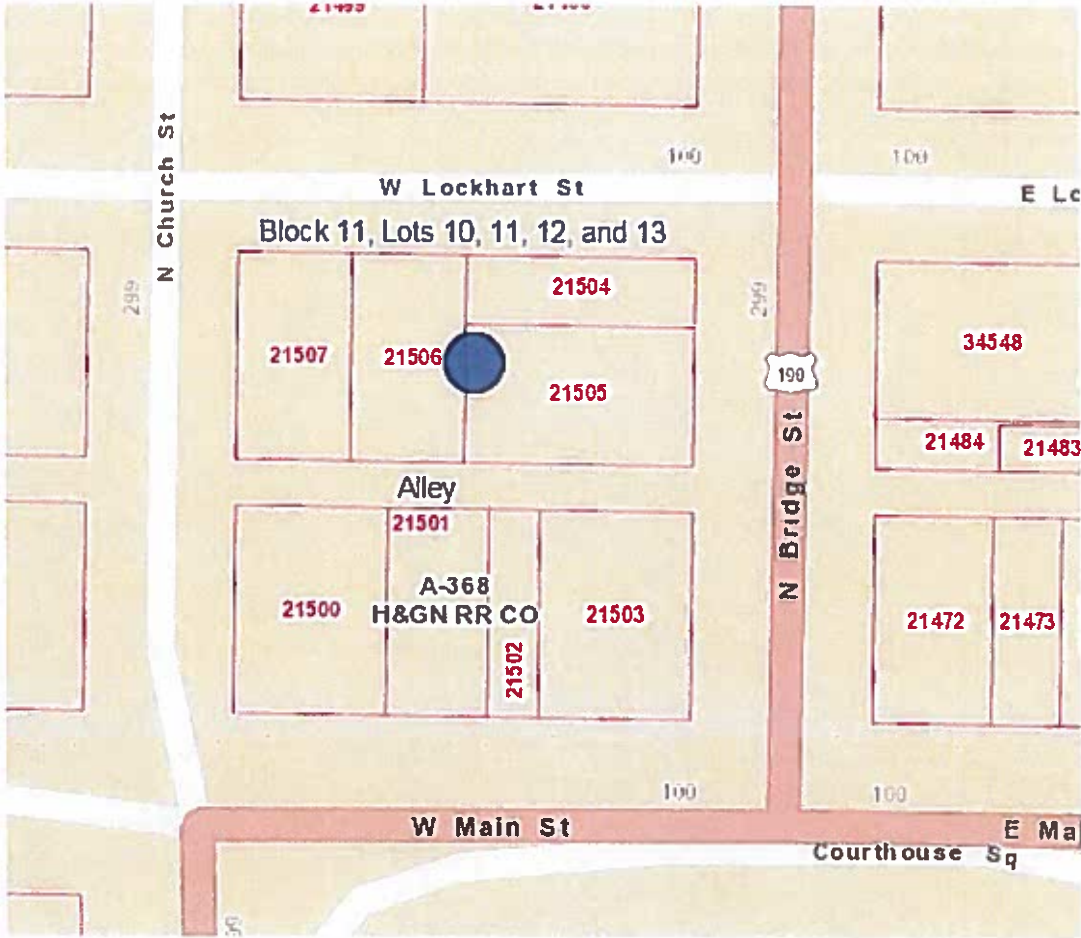 N Church St
100
100
W Lockhart St
E Lo
Block 11, Lots 10, 11, 12, and 13
299
299
21504
21507
21506
21505
190
34548
21484
21483
N Bridge St
Alley
21501
A-368
H&GN RR CO
21500
21502
21503
21472
21473
100
100
W Main St
E Mai
Courthouse Sq